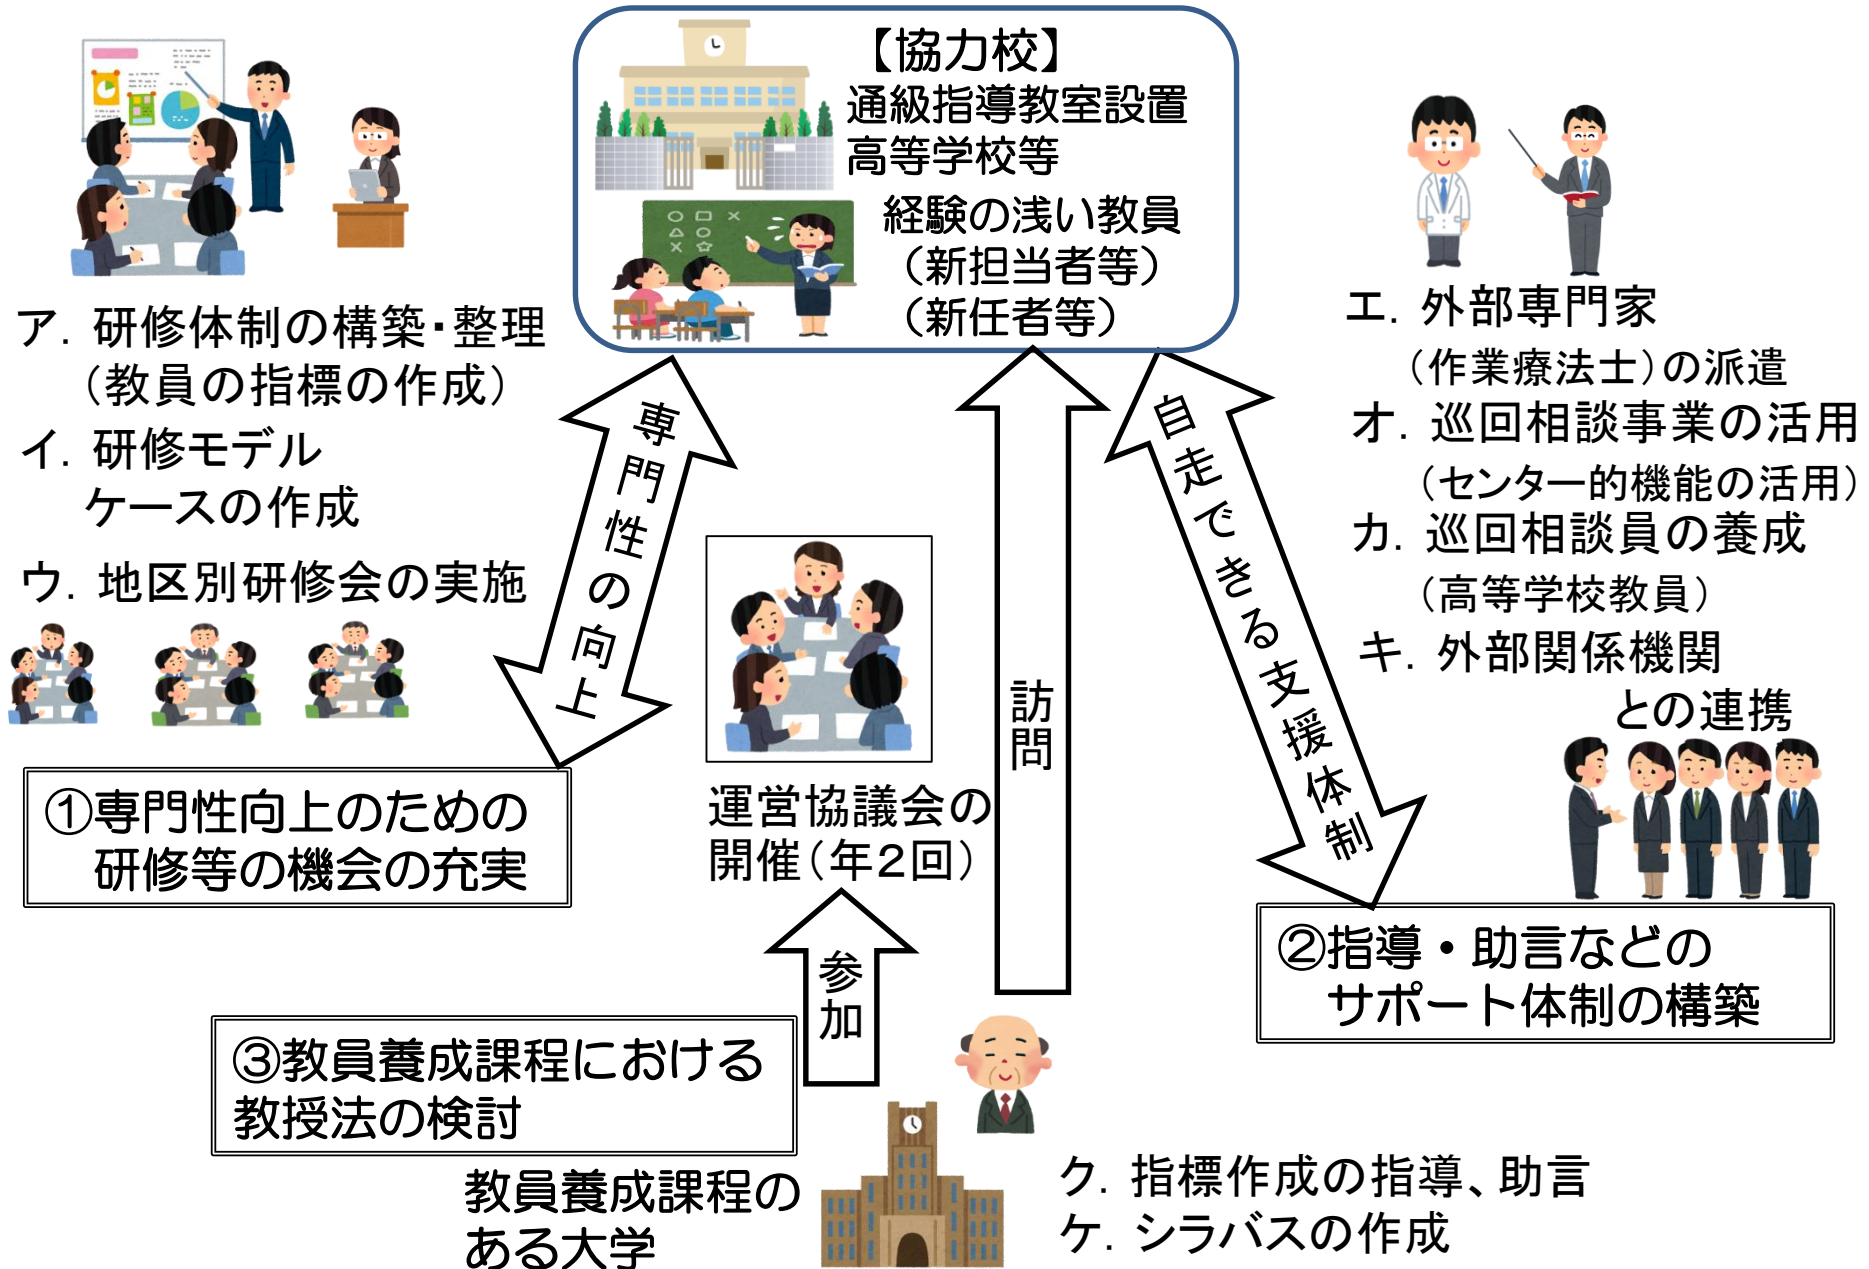 【協力校】
通級指導教室設置
高等学校等
経験の浅い教員
（新担当者等）
（新任者等）
ア．研修体制の構築・整理
（教員の指標の作成）
イ．研修モデル
ケースの作成
ウ．地区別研修会の実施
専門性の向上
①専門性向上のための
研修等の機会の充実
運営協議会の
開催（年２回）
訪問
自走できる支援体制
エ．外部専門家
（作業療法士）の派遣
オ．巡回相談事業の活用
（センター的機能の活用）
カ．巡回相談員の養成
（高等学校教員）
キ．外部関係機関
との連携
②指導・助言などの
サポート体制の構築
参加
③教員養成課程における
教授法の検討
教員養成課程の
ある大学
ク．指標作成の指導、助言
ケ．シラバスの作成